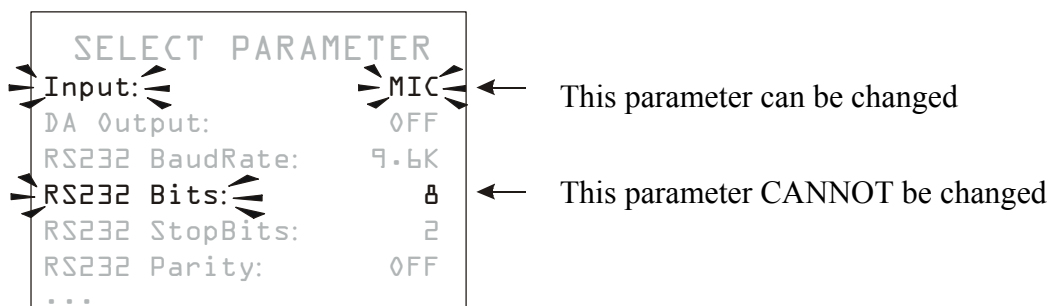 SELECT PARAMETER
Input: MIC
This parameter can be changed
DA Output: OFF
RS232 BaudRate: 9.6K
RS232 Bits: 8
This parameter CANNOT be changed
RS232 StopBits: 2
RS232 Parity: OFF
...